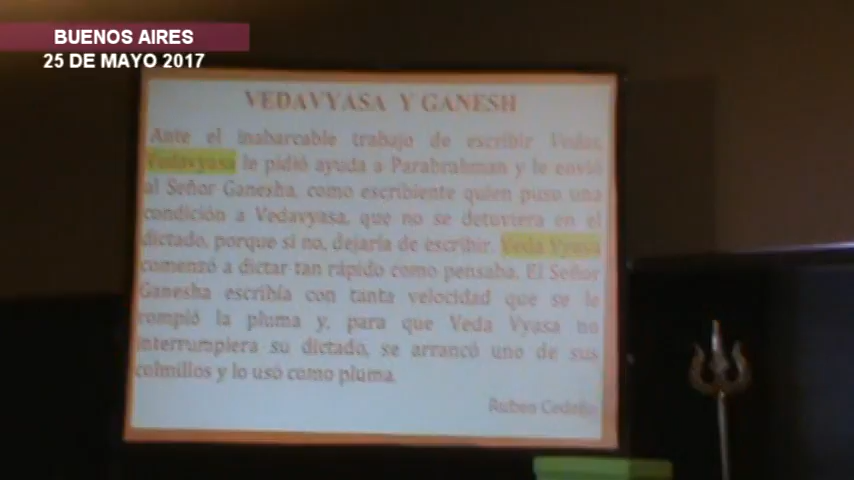 BUENOS AIRES
25 DE MAYO 2017
VEDAVYASA Y GANESH
Ante el inabarcable trabajo de escribir Vedas,
Vedavyasa le pidió ayuda a Parabrahman y le envió
al Señor Ganesha, como escribiente quien puso una
condición a Vedavyasa, que no se detuviera en el
dictado, porque si no, dejaría de escribir. Veda Vyasa
comenzó a dictar tan rápido como pensaba. El Señor
Ganesha escribía con tanta velocidad que se le
rompió la pluma y, para que Veda Vyasa no
interrumpiera su dictado, se arrancó uno de sus
colmillos y lo usó como pluma.
Ruben Cedeño